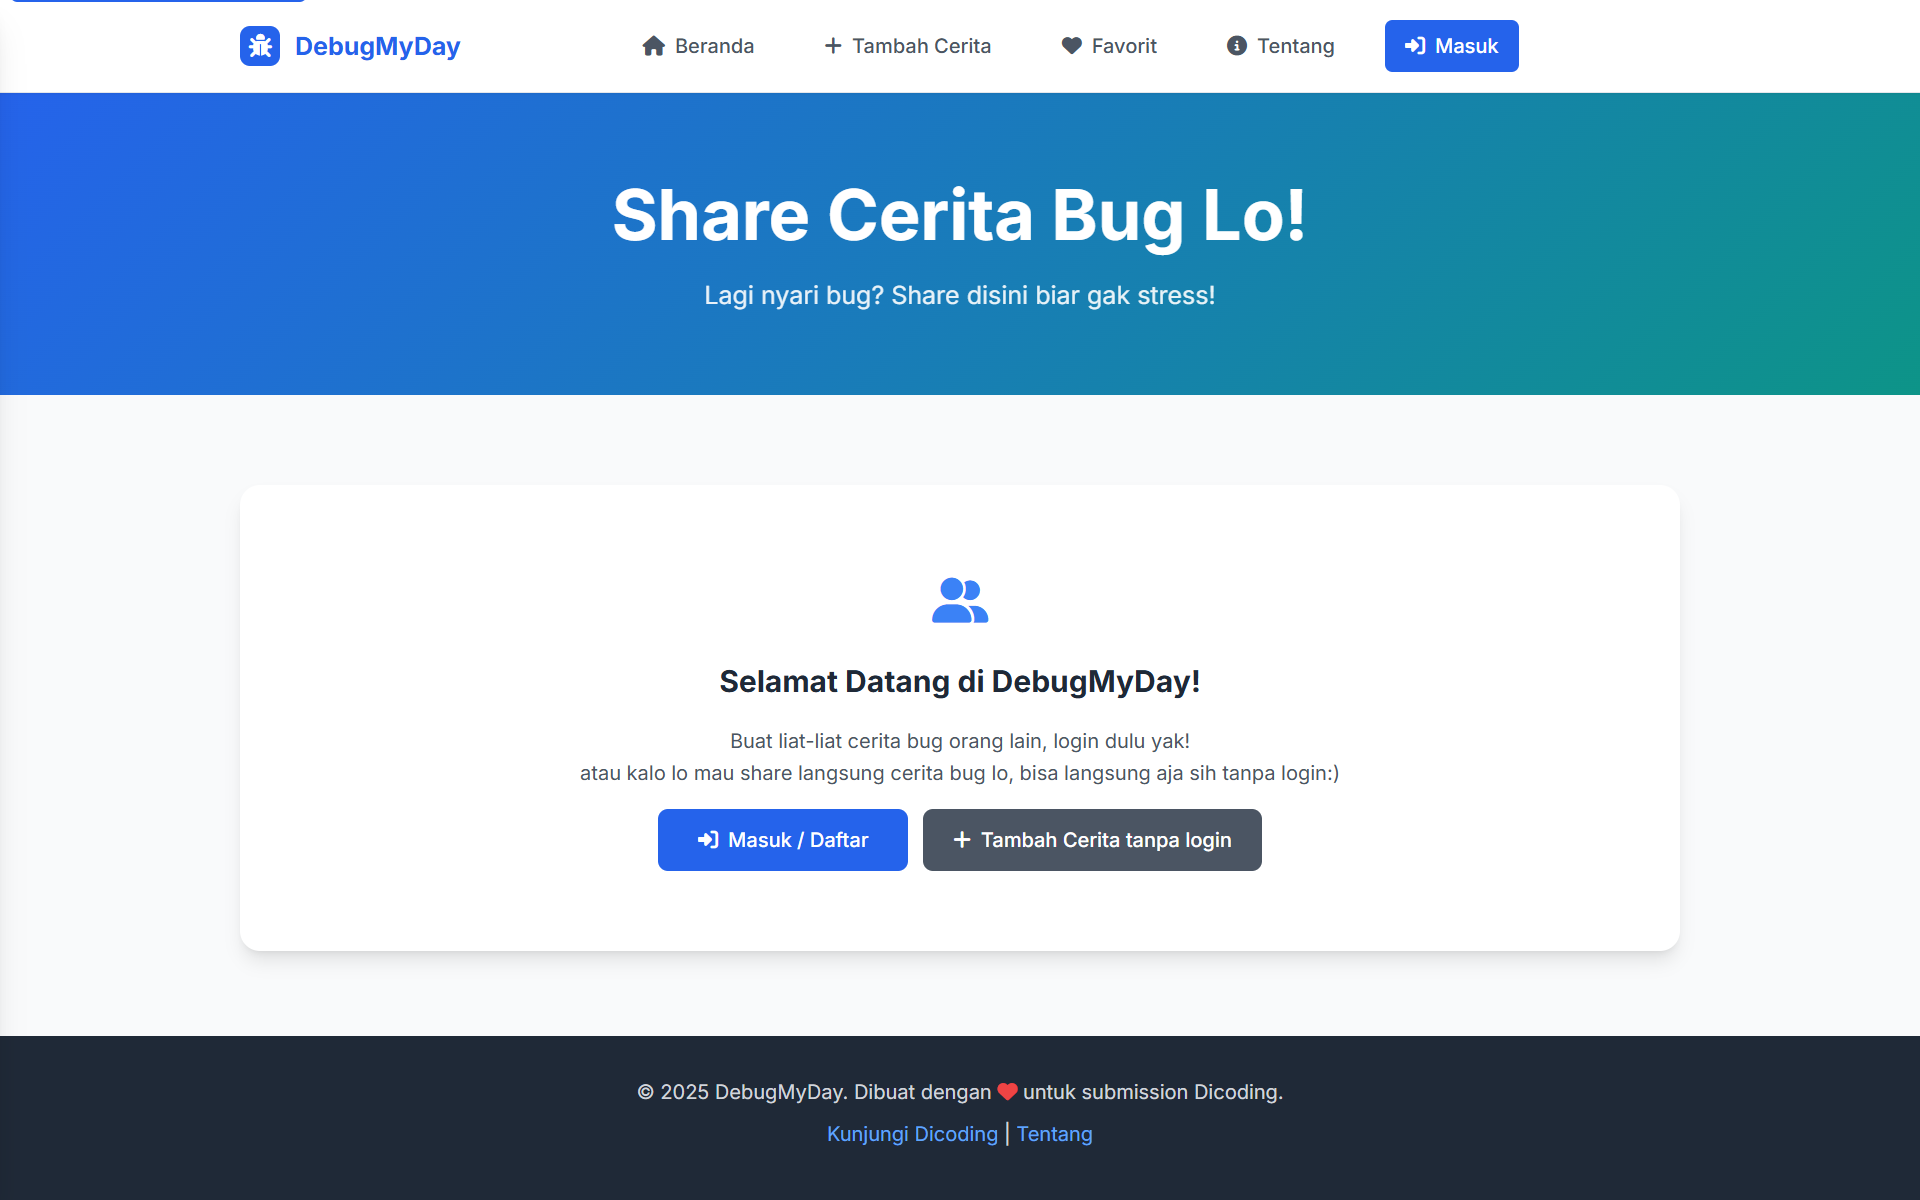 DebugMyDay
Beranda
Tambah Cerita
Favorit
Tentang
Masuk
Share Cerita Bug Lo!
Lagi nyari bug? Share disini biar gak stress!
Selamat Datang di DebugMyDay!
Buat liat-liat cerita bug orang lain, login dulu yak!
atau kalo lo mau share langsung cerita bug lo, bisa langsung aja sih tanpa login:)
Masuk / Daftar
Tambah Cerita tanpa login
© 2025 DebugMyDay. Dibuat dengan ❤ untuk submission Dicoding.
Kunjungi Dicoding | Tentang